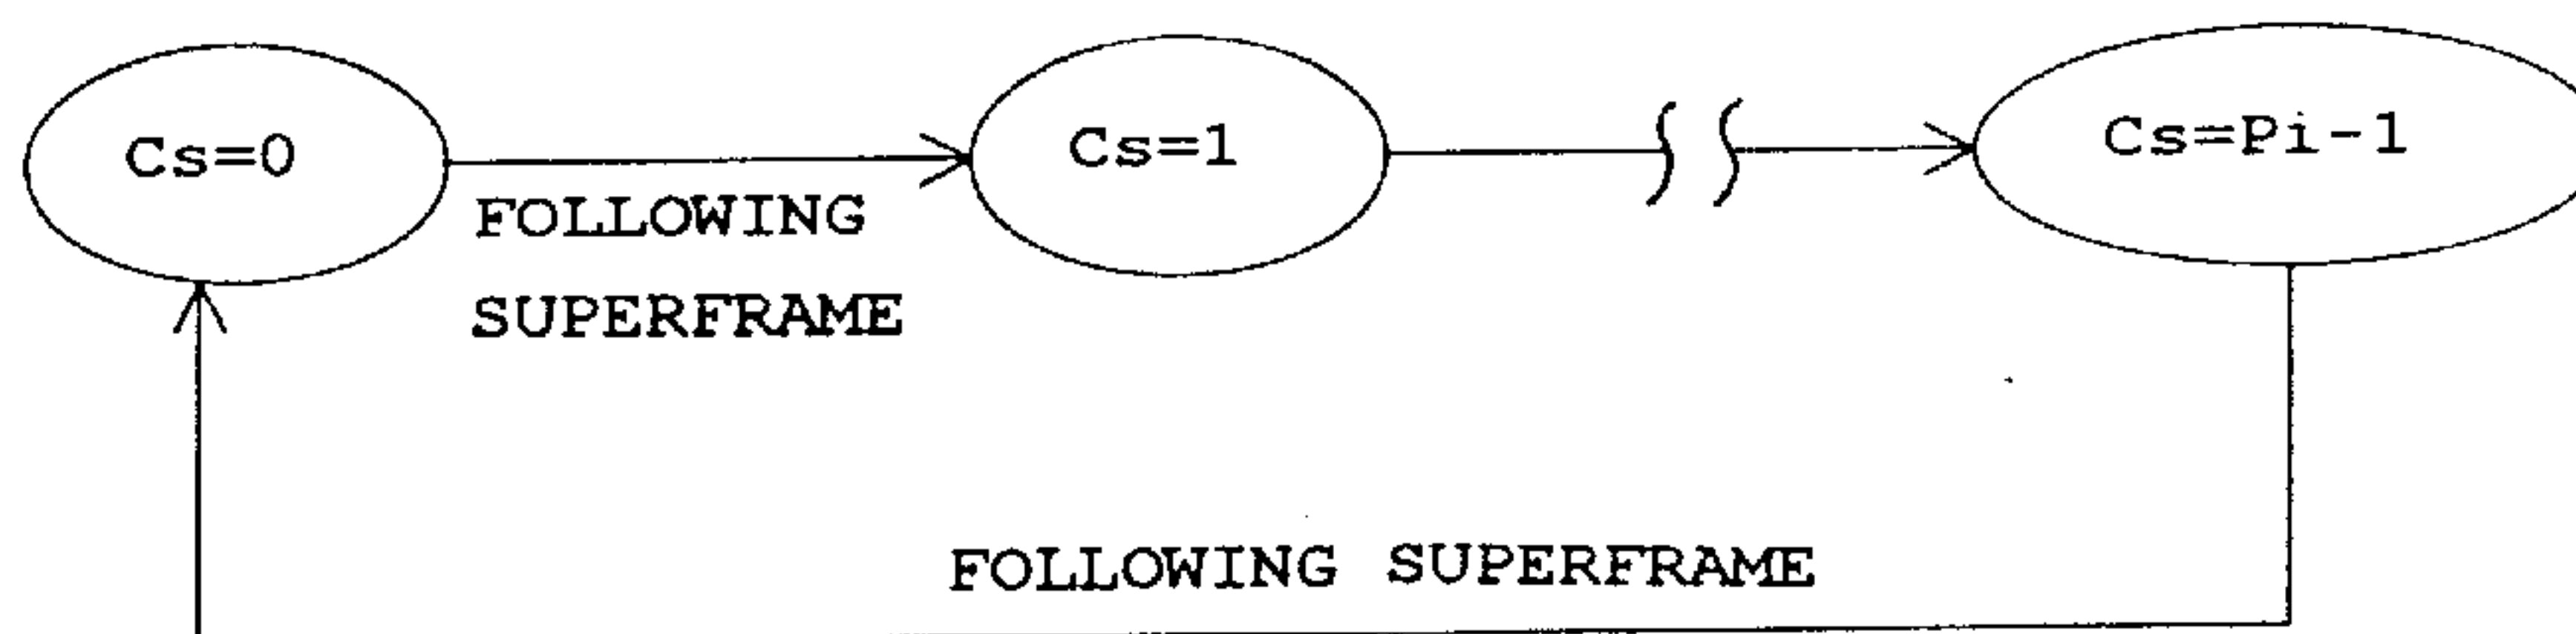 Cs=0
Cs=1
Cs=Pi-1
FOLLOWING
SUPERFRAME
FOLLOWING SUPERFRAME